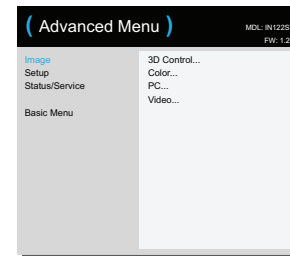 ( Advanced Menu )
MDL: IN122S
FW: 1.2
Image
Setup
Status/Service
Basic Menu
3D Control...
Color...
PC...
Video...